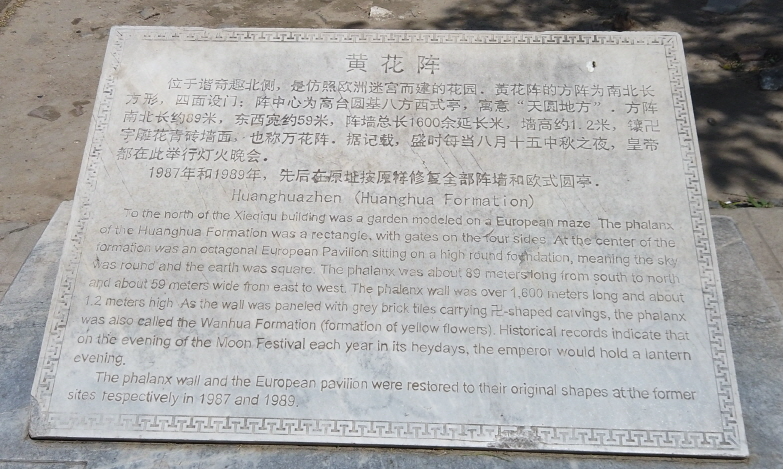 黄花阵
位于谐奇趣北侧，是仿照欧洲迷宫而建的花园．黄花阵的方阵为南北长
方形，四面设门；阵中心为高台圆基八方西式亭，寓意“天圆地方”．方阵
南北长约89米，东西宽约59米，阵墙总长1600余延长米，墙高约1.2米，镶卍
字雕花青砖墙面，也称万花阵．据记载，盛时每当八月十五中秋之夜，皇帝
都在此举行灯火晚会．
1987年和1989年，先后在原址按原样修复全部阵墙和欧式圆亭．
Huanghuazhen (Huanghua Formation)
To the north of the Xieqiqu building was a garden modeled on a European maze. The phalanx
of the Huanghua Formation was a rectangle, with gates on the four sides. At the center of the
formation was an octagonal European Pavilion sitting on a high round foundation, meaning the sky
was round and the earth was square. The phalanx was about 89 meters long from south to north
and about 59 meters wide from east to west. The phalanx wall was over 1,600 meters long and about
1.2 meters high. As the wall was paneled with grey brick tiles carrying 卍-shaped carvings, the phalanx
was also called the Wanhua Formation (formation of yellow flowers). Historical records indicate that
on the evening of the Moon Festival each year in its heydays, the emperor would hold a lantern
evening.
The phalanx wall and the European pavilion were restored to their original shapes at the former
sites respectively in 1987 and 1989.